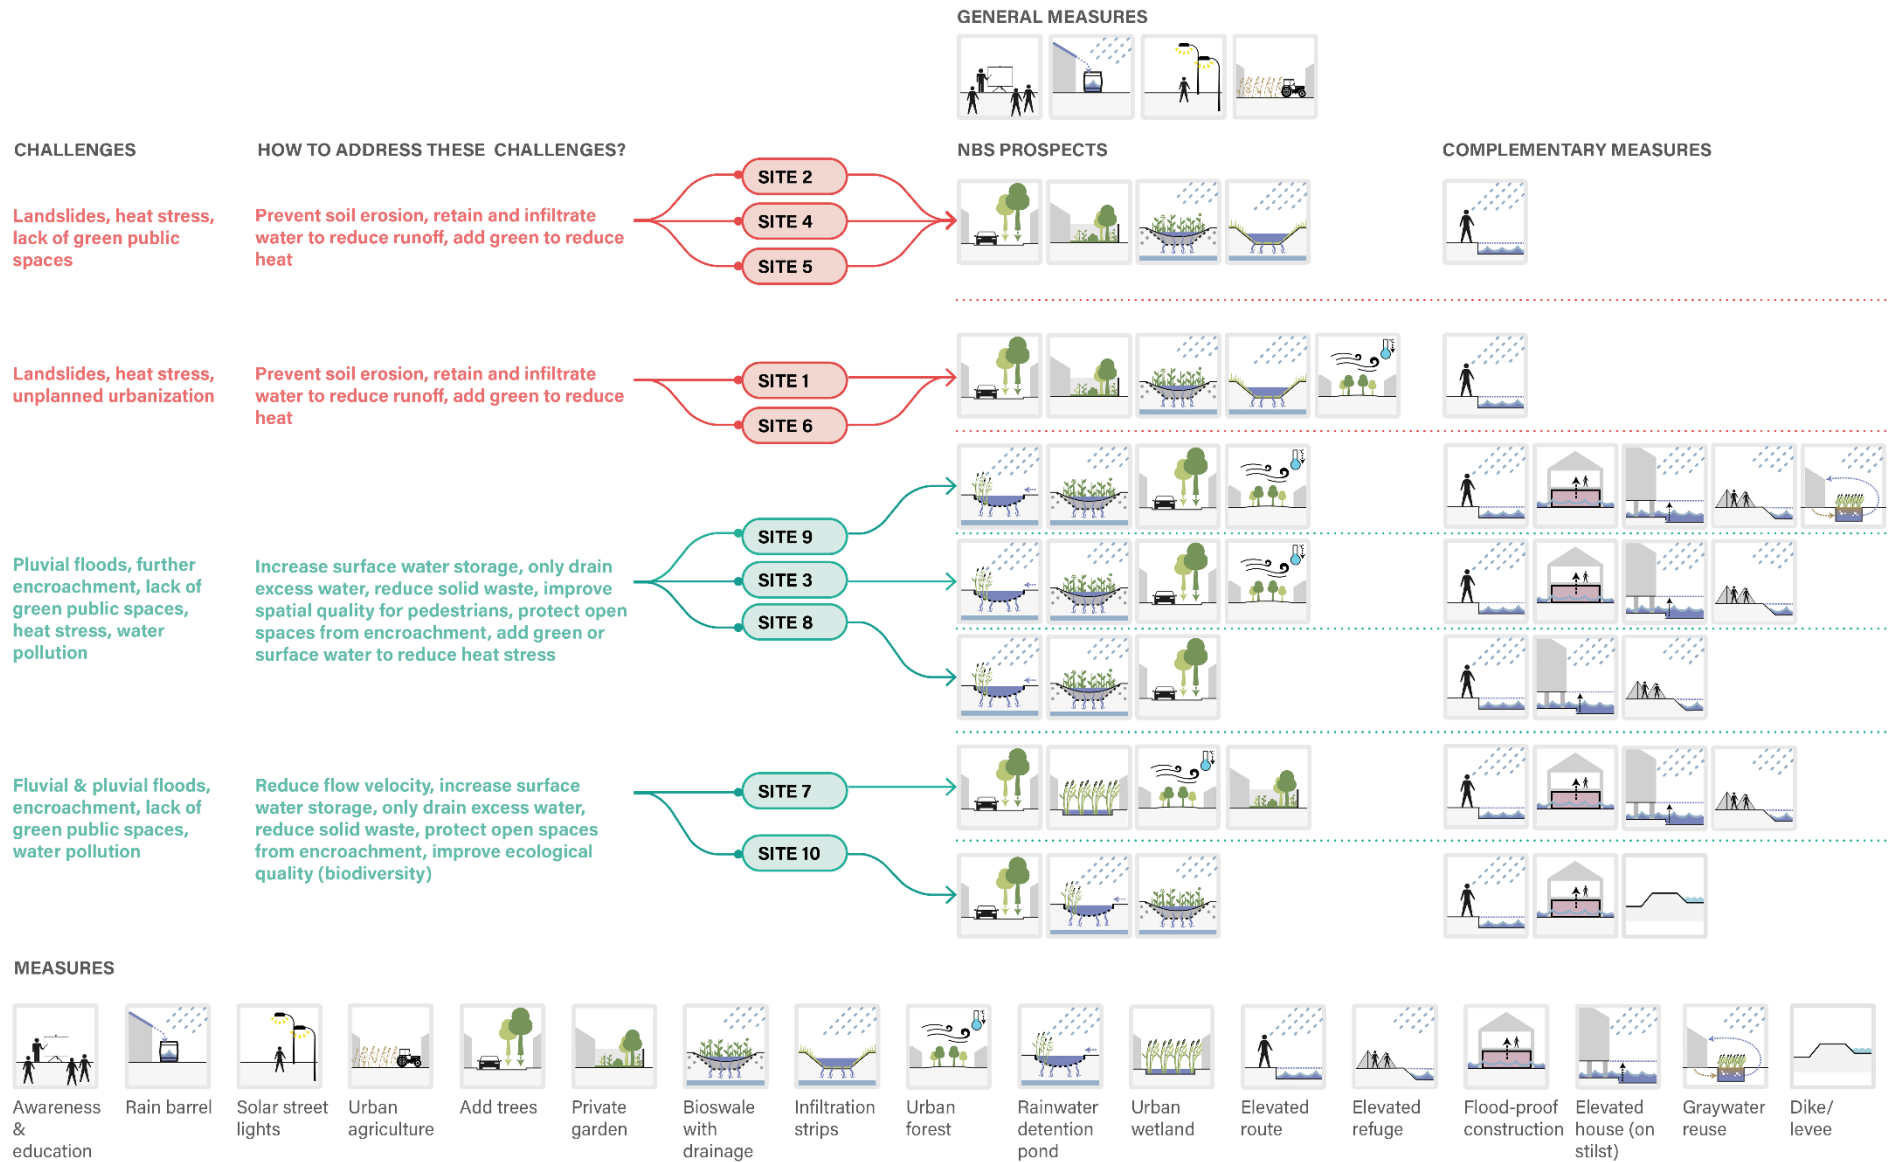 GENERAL MEASURES
CHALLENGES
HOW TO ADDRESS THESE CHALLENGES?
NBS PROSPECTS
COMPLEMENTARY MEASURES
Landslides, heat stress,
lack of green public
spaces
Prevent soil erosion, retain and infiltrate
water to reduce runoff, add green to reduce
heat
SITE 2
SITE 4
SITE 5
Landslides, heat stress,
unplanned urbanization
Prevent soil erosion, retain and infiltrate
water to reduce runoff, add green to reduce
heat
SITE 1
SITE 6
Pluvial floods, further
encroachment, lack of
green public spaces,
heat stress, water
pollution
Increase surface water storage, only drain
excess water, reduce solid waste, improve
spatial quality for pedestrians, protect open
spaces from encroachment, add green or
surface water to reduce heat stress
SITE 9
SITE 3
SITE 8
Fluvial & pluvial floods,
encroachment, lack of
green public spaces,
water pollution
Reduce flow velocity, increase surface
water storage, only drain excess water,
reduce solid waste, protect open spaces
from encroachment, improve ecological
quality (biodiversity)
SITE 7
SITE 10
MEASURES
Awareness
&
education
Rain barrel
Solar street
lights
Urban
agriculture
Add trees
Private
garden
Bioswale
with
drainage
Infiltration
strips
Urban
forest
Rainwater
detention
pond
Urban
wetland
Elevated
route
Elevated
refuge
Flood-proof
construction
Elevated
house (on
stilst)
Graywater
reuse
Dike/
levee